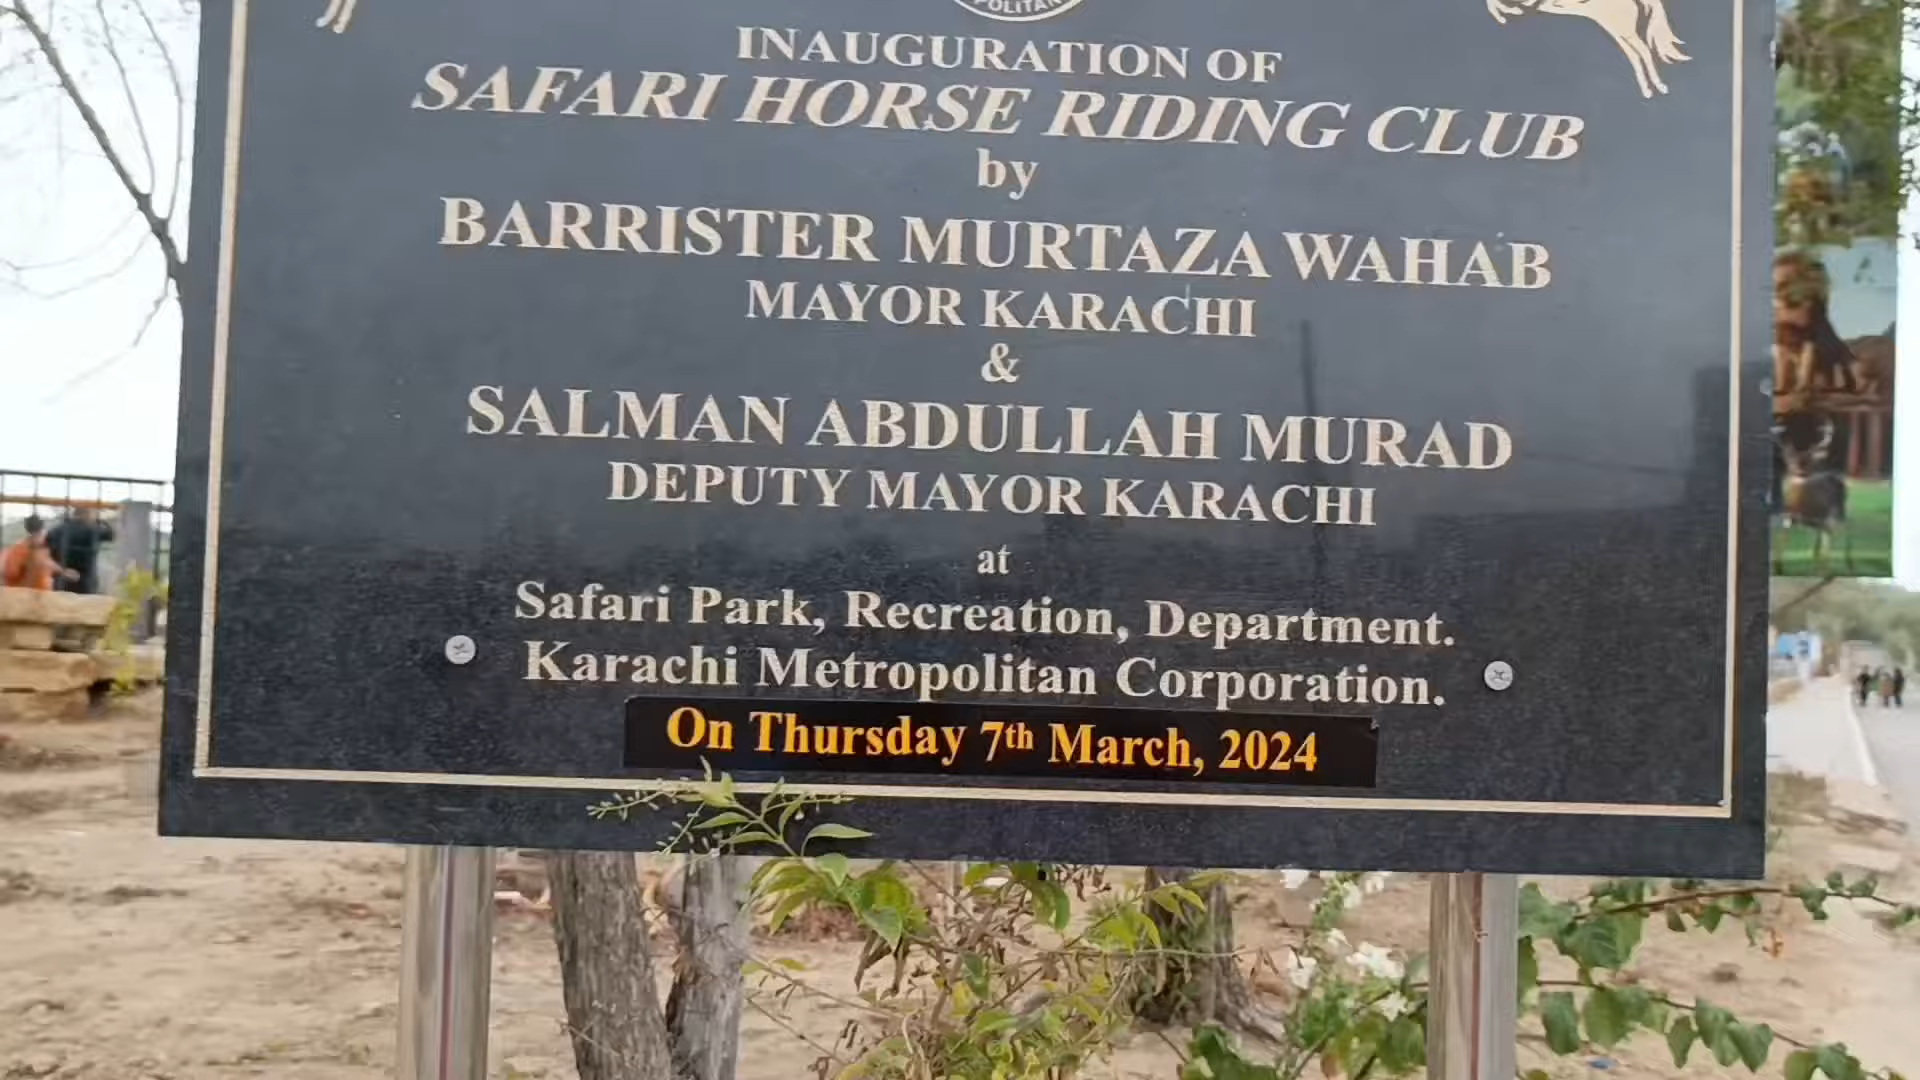 POLITAN
INAUGURATION OF
SAFARI HORSE RIDING CLUB
by
BARRISTER MURTAZA WAHAB
MAYOR KARACHI
&
SALMAN ABDULLAH MURAD
DEPUTY MAYOR KARACHI
at
Safari Park, Recreation, Department.
Karachi Metropolitan Corporation.
On Thursday 7th March, 2024